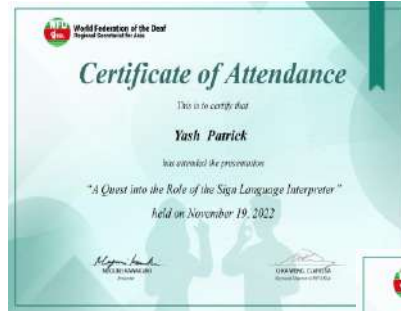 World Federation of the Deaf
Regional Secretariat for Asia
Certificate of Attendance
This is to certify that
Yash Patrick
has attended the presentation
"A Quest into the Role of the Sign Language Interpreter"
held on November 19, 2022